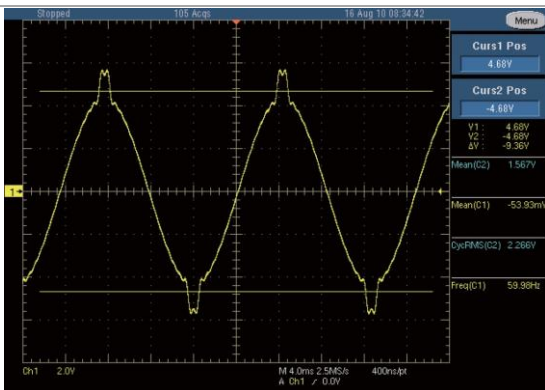 Stopped 105 Acqs 16 Aug 10 08:34:42
Menu
Curs1 Pos
4.68V
Curs2 Pos
-4.68V
V1 : 4.68V
V2 : -4.68V
ΔV : -9.36V
Mean(C2) 1.567V
Mean(C1) -53.93mV
CycRMS(C2) 2.266V
Freq(C1) 59.98Hz
1
Ch1 2.0V M 4.0ms 2.5MS/s 400ns/pt
A Ch1 / 0.0V